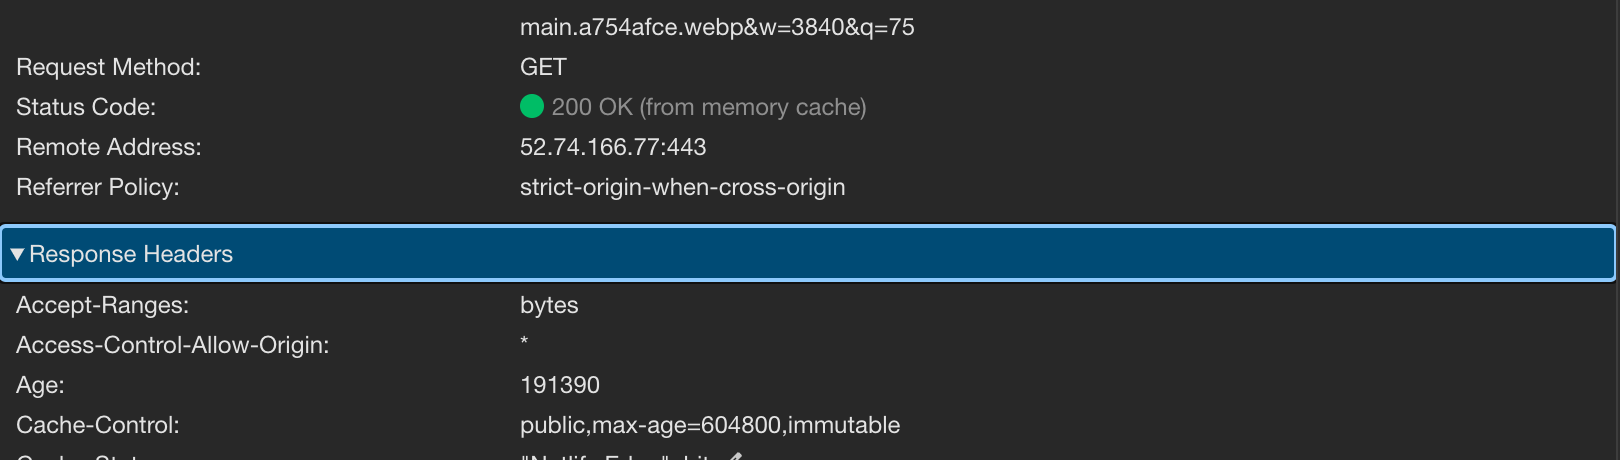 main.a754afce.webp&w=3840&q=75
Request Method: GET
Status Code: 200 OK (from memory cache)
Remote Address: 52.74.166.77:443
Referrer Policy: strict-origin-when-cross-origin
Response Headers
Accept-Ranges: bytes
Access-Control-Allow-Origin: *
Age: 191390
Cache-Control: public,max-age=604800,immutable